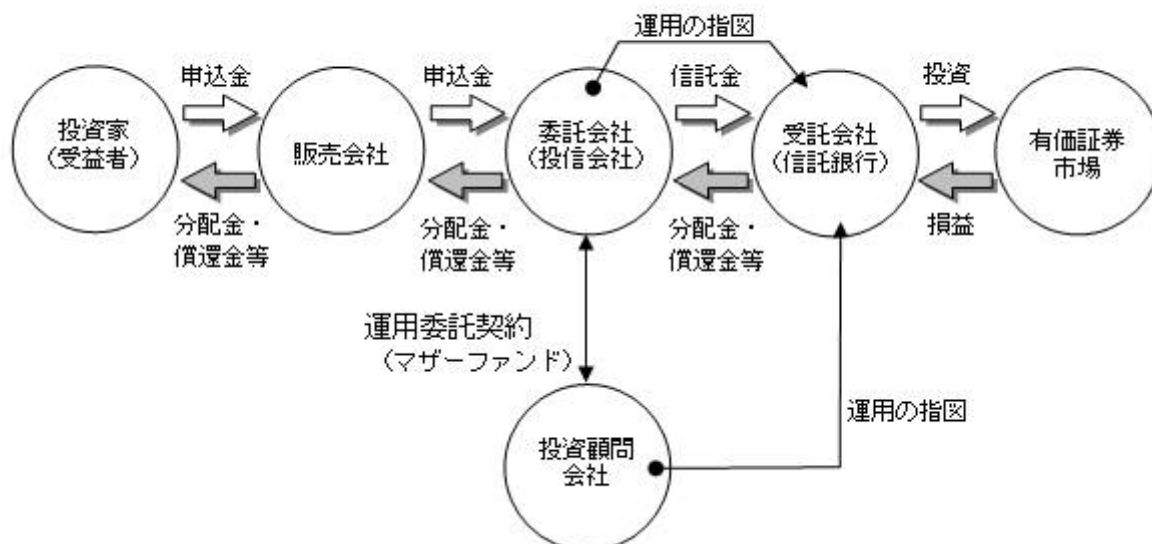 運用の指図
申込金
申込金
信託金
投資
投資家
（受益者）
販売会社
委託会社
（投信会社）
受託会社
（信託銀行）
有価証券
市場
分配金・
償還金等
分配金・
償還金等
分配金・
償還金等
損益
運用委託契約
（マザーファンド）
運用の指図
投資顧問
会社